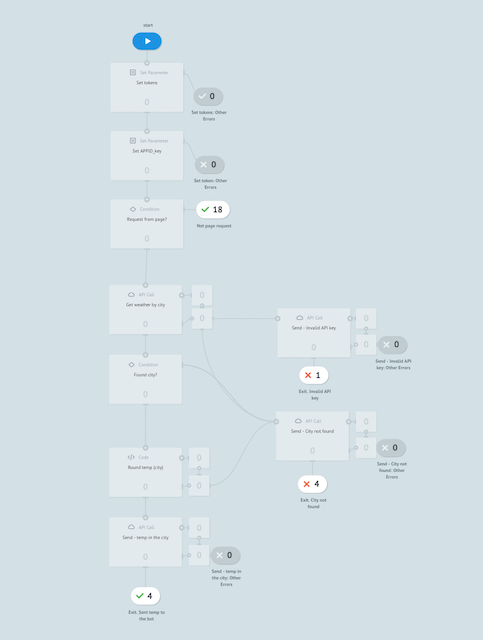 start
Set Parameter
Set tokens
0
0
Set tokens: Other
Errors
Set Parameter
Set APPID_key
0
0
Set token: Other
Errors
Condition
Request from page?
0
18
Not page request
API Call
Get weather by city
0
0
0
API Call
Send - Invalid API key
0
0
0
0
Send - Invalid API
key: Other Errors
1
Exit. Invalid API
key
Condition
Found city?
0
API Call
Send - City not found
0
0
0
0
Send - City not
found: Other
Errors
4
Exit. City not
found
Code
Round temp (city)
0
0
0
API Call
Send - temp in the city
0
0
0
0
Send - temp in
the city: Other
Errors
4
Exit. Sent temp to
the bot